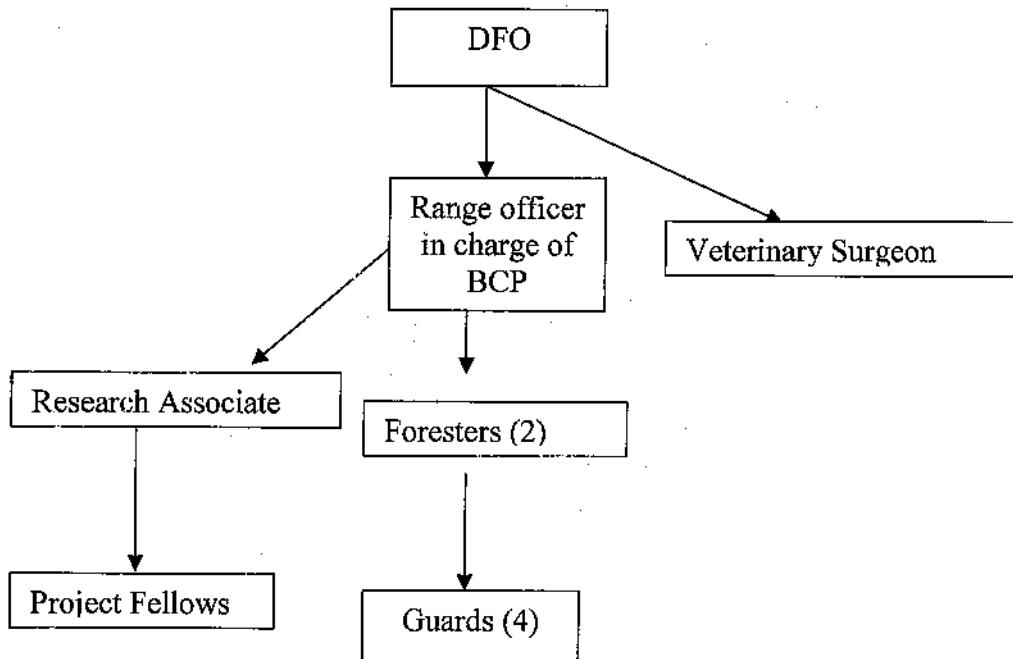 DFO
Range officer
in charge of
BCP
Veterinary Surgeon
Research Associate
Foresters (2)
Project Fellows
Guards (4)